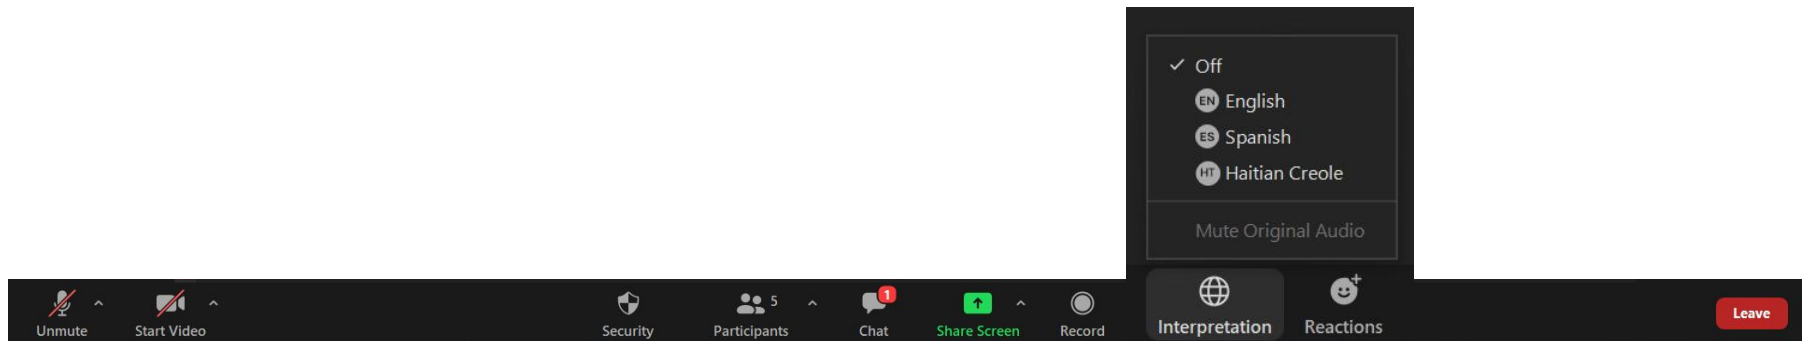 Off
EN English
ES Spanish
HT Haitian Creole
Mute Original Audio
5
1
Unmute
Start Video
Security
Participants
Chat
Share Screen
Record
Interpretation
Reactions
Leave